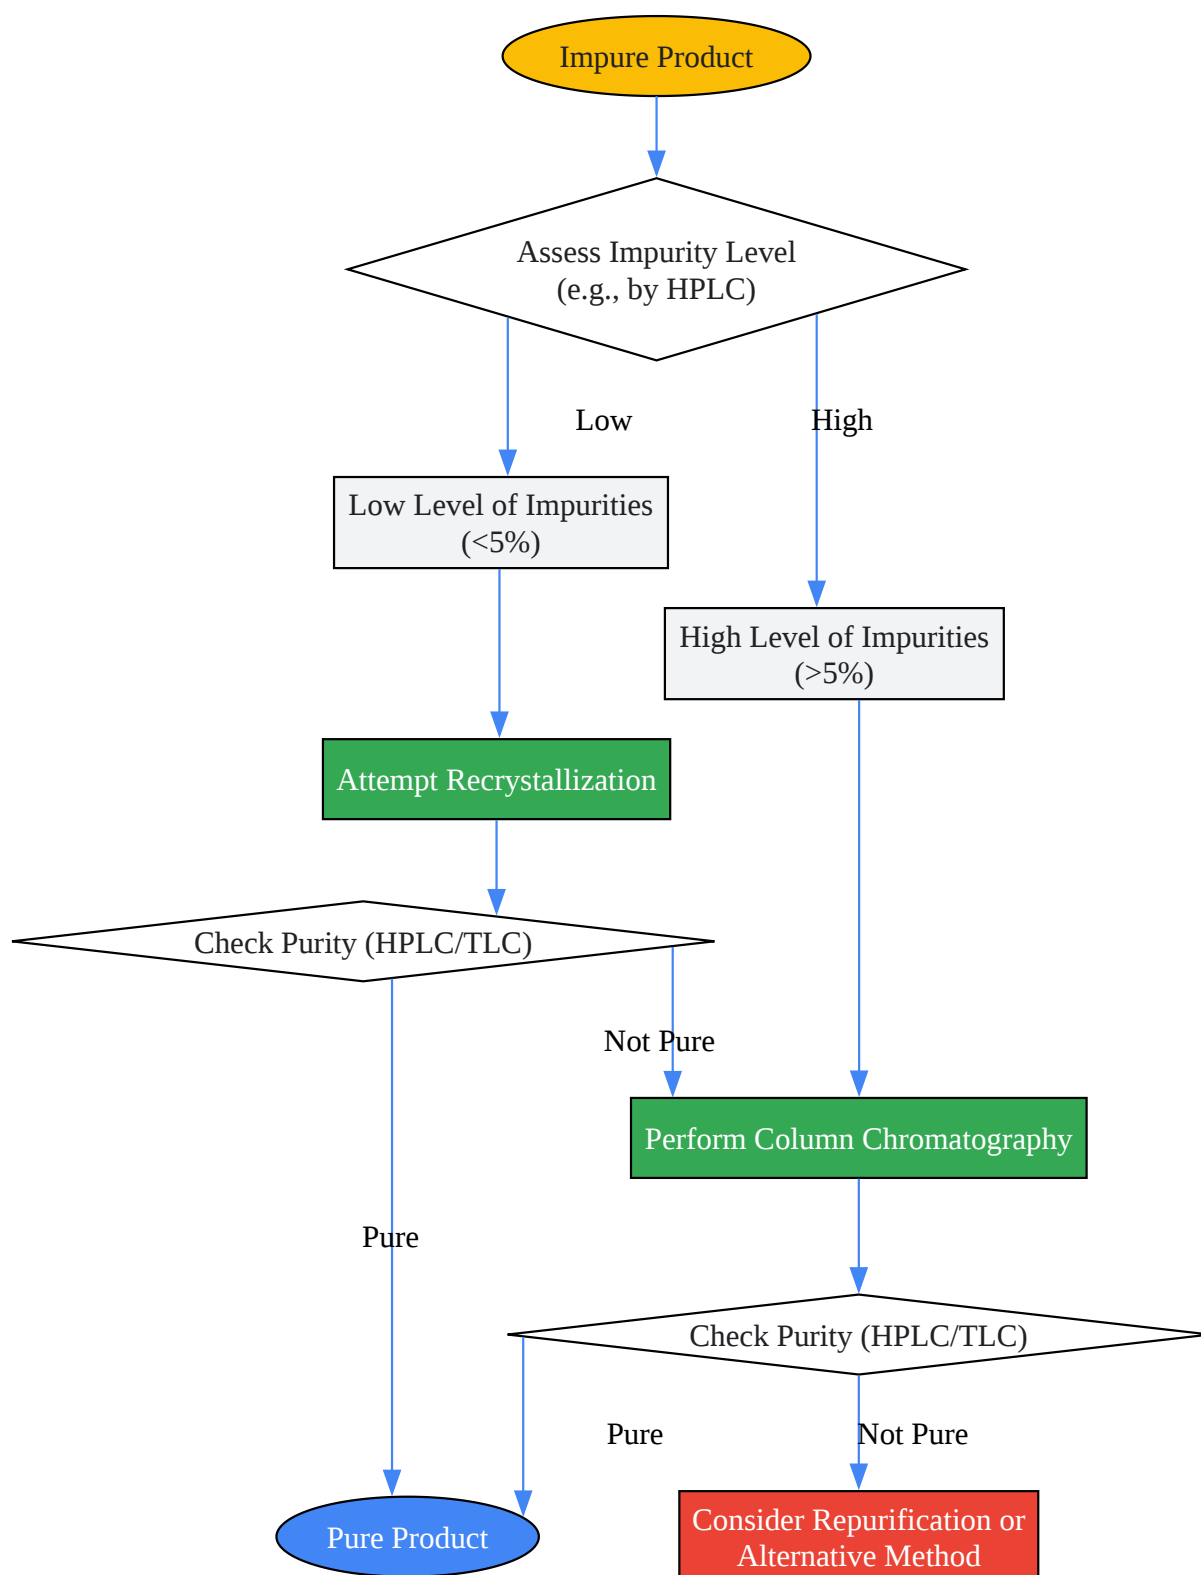 Impure Product
Assess Impurity Level
(e.g., by HPLC)
Low
High
Low Level of Impurities
(<5%)
High Level of Impurities
(>5%)
Attempt Recrystallization
Check Purity (HPLC/TLC)
Not Pure
Perform Column Chromatography
Pure
Check Purity (HPLC/TLC)
Pure
Not Pure
Pure Product
Consider Repurification or
Alternative Method